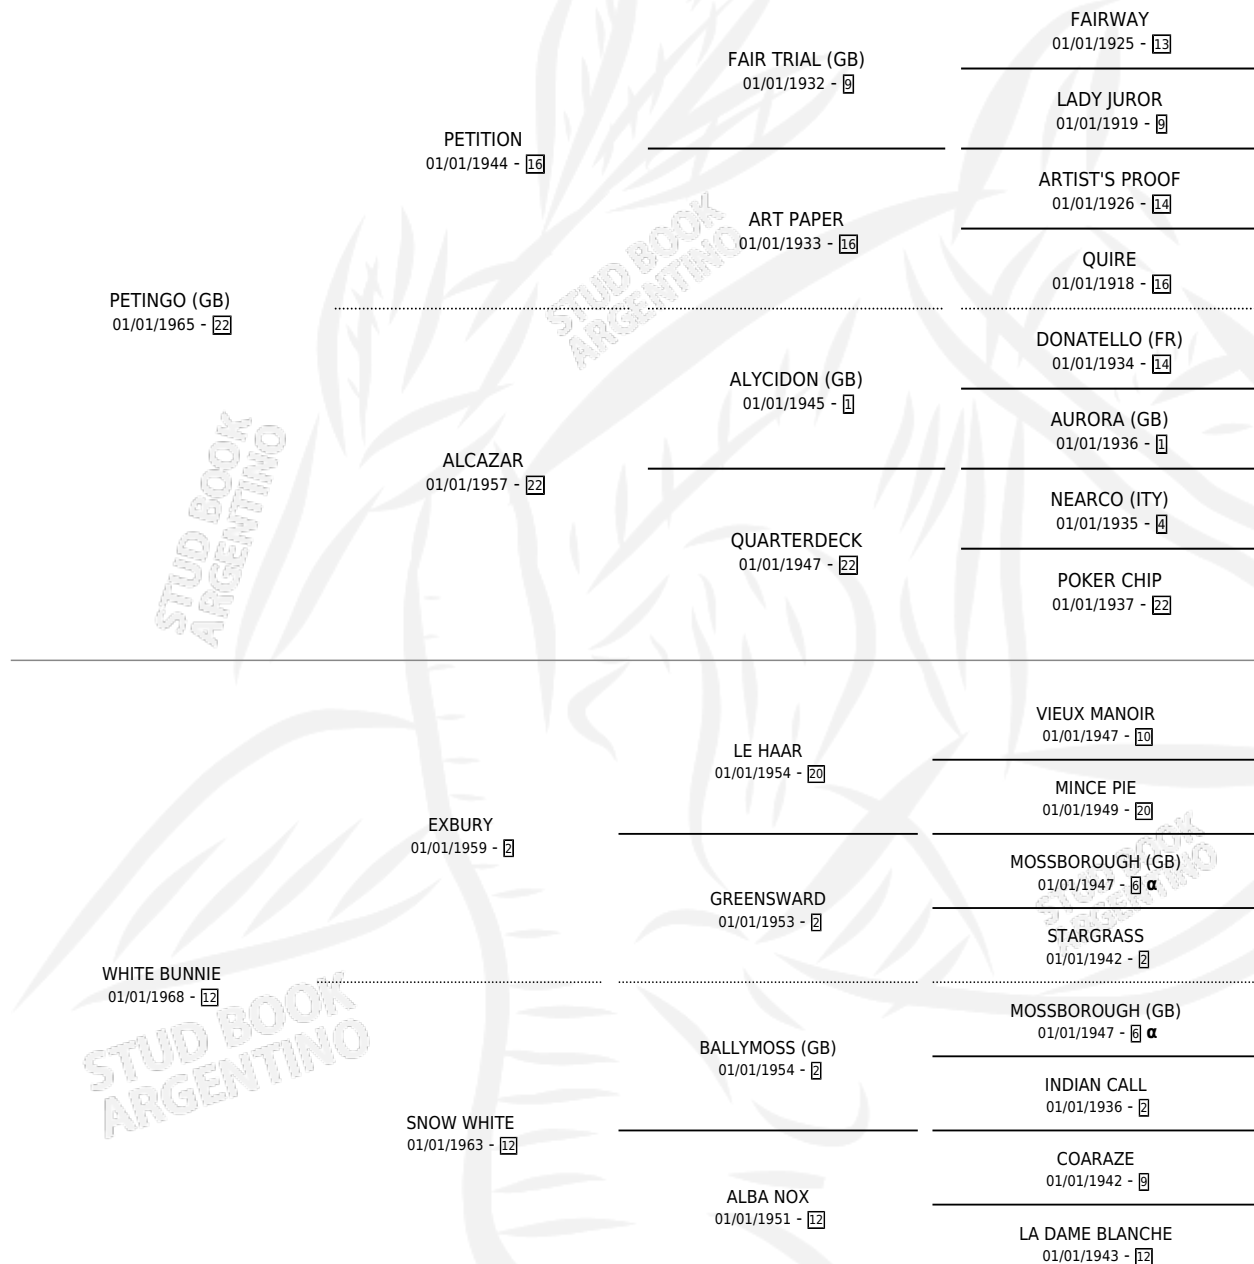 FAIRWAY
01/01/1925 - 13
FAIR TRIAL (GB)
01/01/1932 - 9
LADY JUROR
01/01/1919 - 9
PETITION
01/01/1944 - 16
ARTIST'S PROOF
01/01/1926 - 14
ART PAPER
01/01/1933 - 16
QUIRE
01/01/1918 - 16
PETINGO (GB)
01/01/1965 - 22
DONATELLO (FR)
01/01/1934 - 14
ALYCIDON (GB)
01/01/1945 - 1
AURORA (GB)
01/01/1936 - 1
ALCAZAR
01/01/1957 - 22
NEARCO (ITY)
01/01/1935 - 4
QUARTERDECK
01/01/1947 - 22
POKER CHIP
01/01/1937 - 22
VIEUX MANOIR
01/01/1947 - 10
LE HAAR
01/01/1954 - 20
MINCE PIE
01/01/1949 - 20
EXBURY
01/01/1959 - 2
MOSSBOROUGH (GB)
01/01/1947 - 6 α
GREENSWARD
01/01/1953 - 2
STARGRASS
01/01/1942 - 2
WHITE BUNNIE
01/01/1968 - 12
MOSSBOROUGH (GB)
01/01/1947 - 6 α
BALLYMOSS (GB)
01/01/1954 - 2
INDIAN CALL
01/01/1936 - 2
SNOW WHITE
01/01/1963 - 12
COARAZE
01/01/1942 - 9
ALBA NOX
01/01/1951 - 12
LA DAME BLANCHE
01/01/1943 - 12
STUD BOOK
ARGENTINO
STUD BOOK
ARGENTINO
STUD BOOK
ARGENTINO
STUD BOOK
ARGENTINO